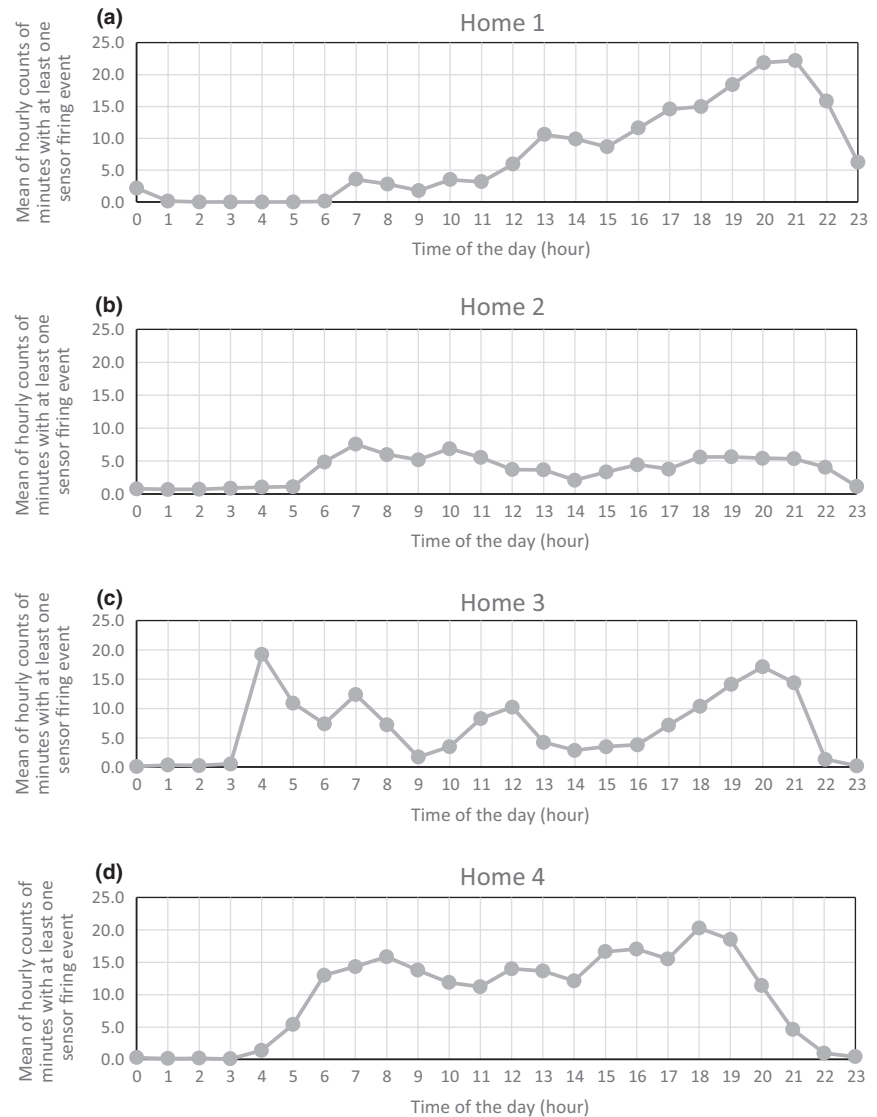 (a)
Home 1
Mean of hourly counts of
minutes with at least one
sensor firing event
25.0
20.0
15.0
10.0
5.0
0.0
0 1 2 3 4 5 6 7 8 9 10 11 12 13 14 15 16 17 18 19 20 21 22 23
Time of the day (hour)
(b)
Home 2
Mean of hourly counts of
minutes with at least one
sensor firing event
25.0
20.0
15.0
10.0
5.0
0.0
0 1 2 3 4 5 6 7 8 9 10 11 12 13 14 15 16 17 18 19 20 21 22 23
Time of the day (hour)
(c)
Home 3
Mean of hourly counts of
minutes with at least one
sensor firing event
25.0
20.0
15.0
10.0
5.0
0.0
0 1 2 3 4 5 6 7 8 9 10 11 12 13 14 15 16 17 18 19 20 21 22 23
Time of the day (hour)
(d)
Home 4
Mean of hourly counts of
minutes with at least one
sensor firing event
25.0
20.0
15.0
10.0
5.0
0.0
0 1 2 3 4 5 6 7 8 9 10 11 12 13 14 15 16 17 18 19 20 21 22 23
Time of the day (hour)